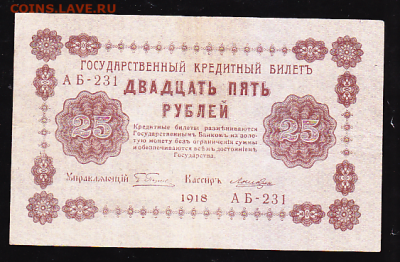 COINS.LAV.RU
ГОСУДАРСТВЕННЫЙ КРЕДИТНЫЙ БИЛЕТЪ
АБ-231
ДВАДЦАТЬ ПЯТЬ
РУБЛЕЙ
25
25
Кредитные билеты размѣниваются
Государственнымъ Банкомъ на золо-
тую монету безъ ограниченія суммы
и обезпечиваются всѣмъ достояніемъ
Государства.
Управляющій
Кассиръ
1918 АБ-231